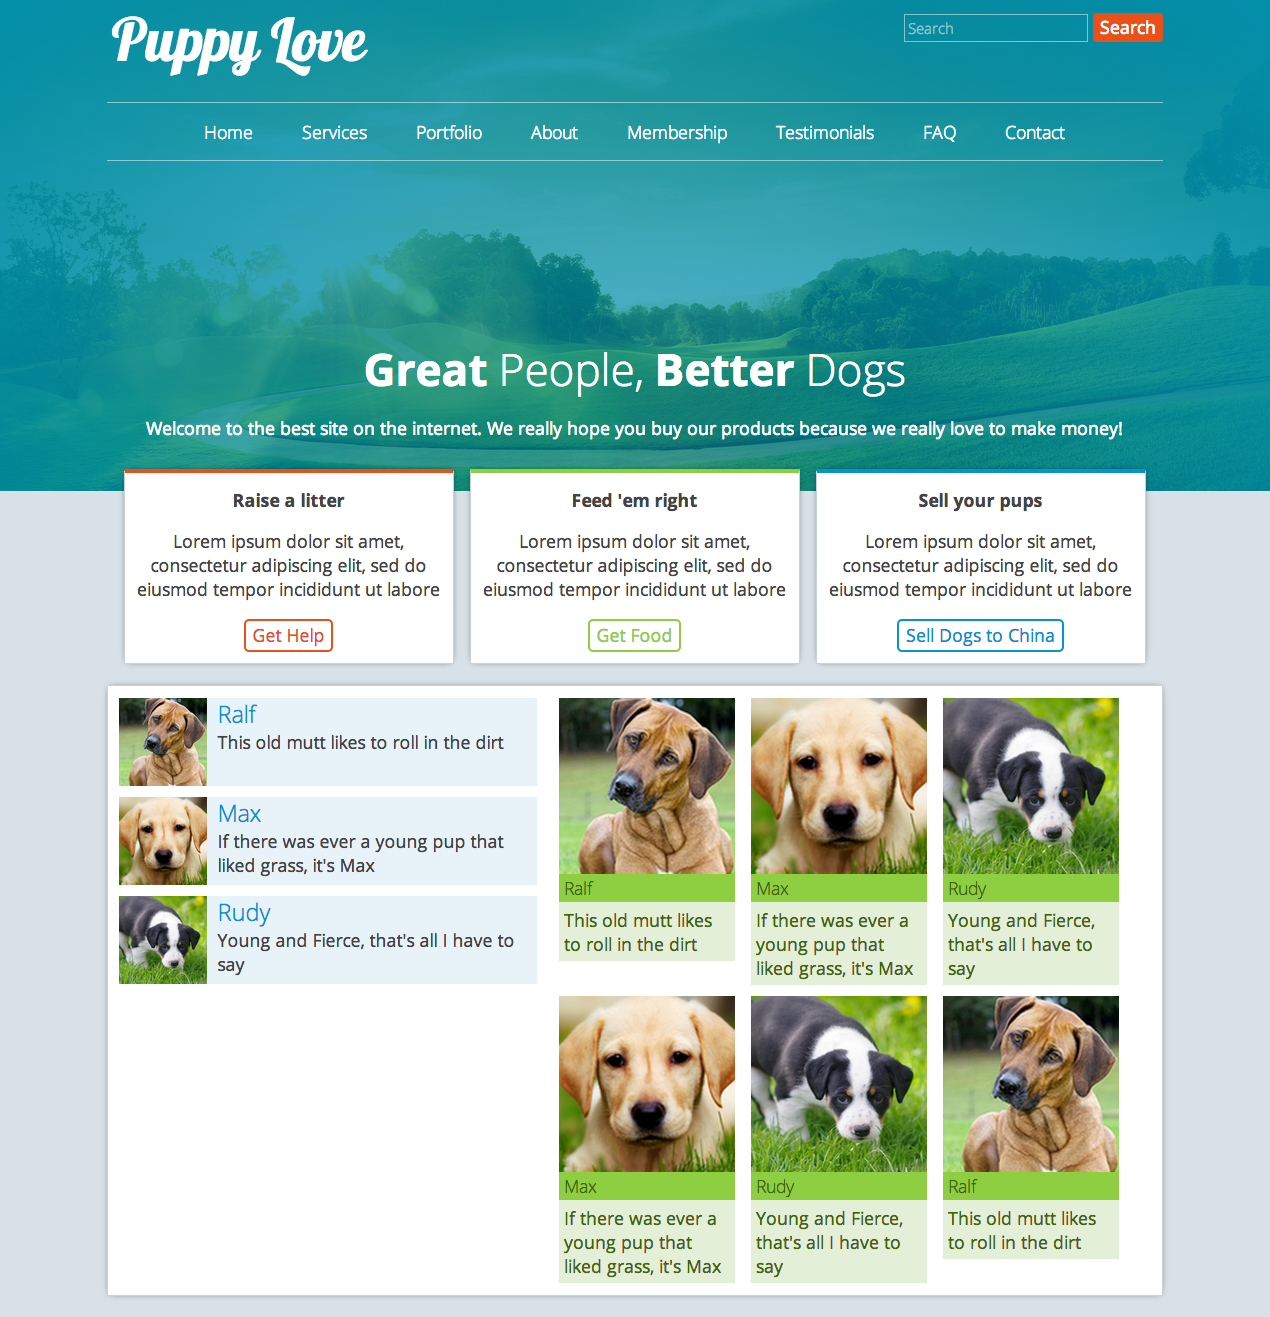 Puppy Love
Search
Search
Home Services Portfolio About Membership Testimonials FAQ Contact
Great People, Better Dogs
Welcome to the best site on the internet. We really hope you buy our products because we really love to make money!
Raise a litter
Lorem ipsum dolor sit amet,
consectetur adipiscing elit, sed do
eiusmod tempor incididunt ut labore
Get Help
Feed 'em right
Lorem ipsum dolor sit amet,
consectetur adipiscing elit, sed do
eiusmod tempor incididunt ut labore
Get Food
Sell your pups
Lorem ipsum dolor sit amet,
consectetur adipiscing elit, sed do
eiusmod tempor incididunt ut labore
Sell Dogs to China
Ralf
This old mutt likes to roll in the dirt
Max
If there was ever a young pup that
liked grass, it's Max
Rudy
Young and Fierce, that's all I have to
say
Ralf
This old mutt likes
to roll in the dirt
Max
If there was ever a
young pup that
liked grass, it's Max
Rudy
Young and Fierce,
that's all I have to
say
Max
If there was ever a
young pup that
liked grass, it's Max
Rudy
Young and Fierce,
that's all I have to
say
Ralf
This old mutt likes
to roll in the dirt